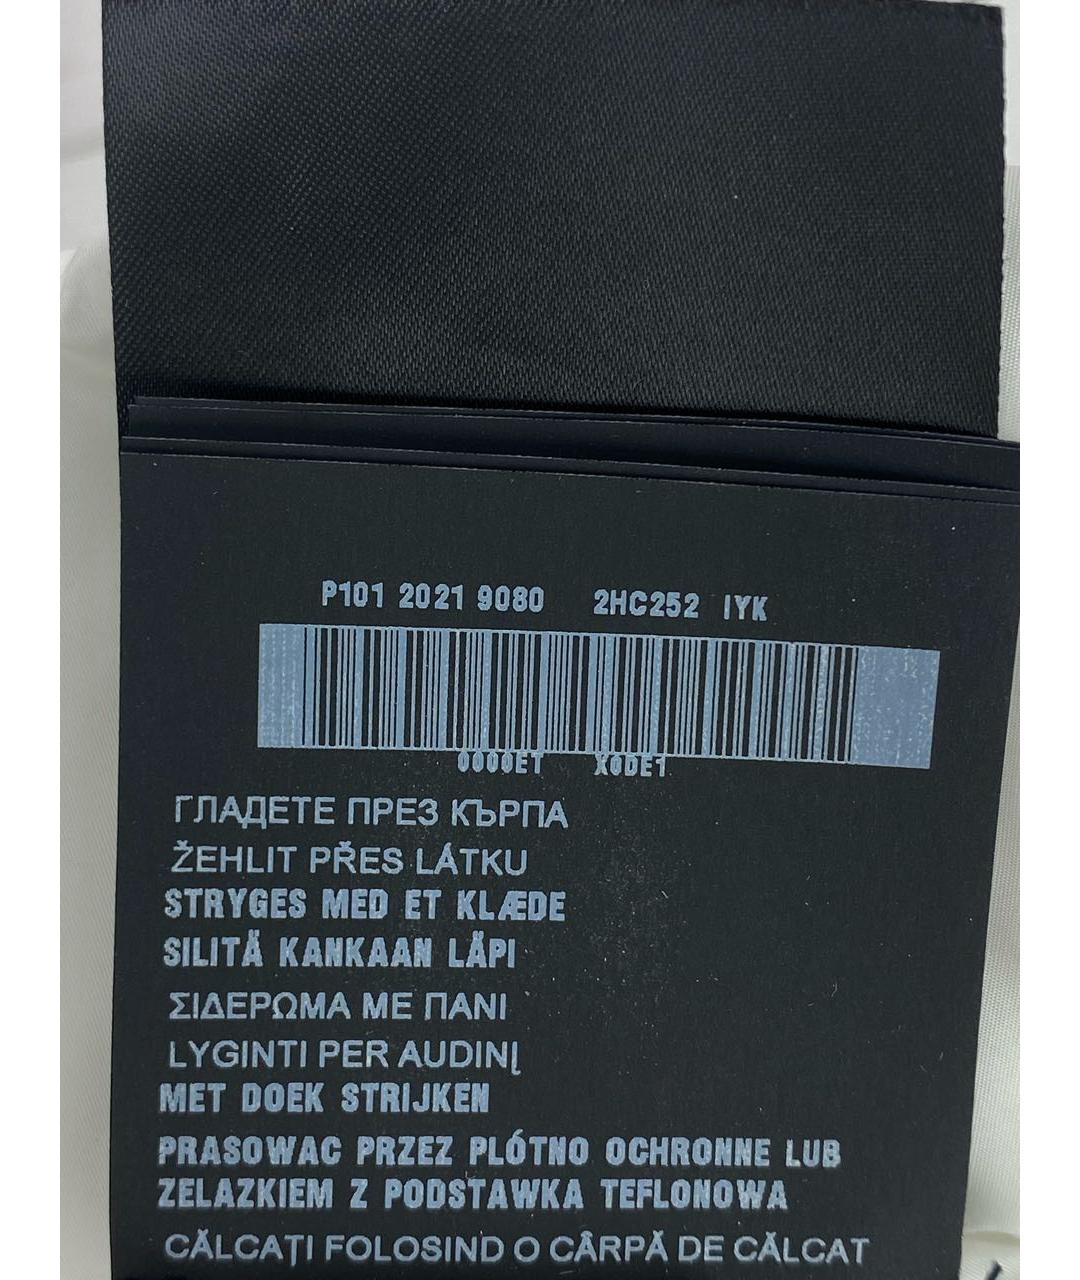 P101 2021 9080 2HC252 IYK
0000ET X0DE1
ГЛАДЕТЕ ПРЕЗ КЪРПА
ŽEHLIT PŘES LÁTKU
STRYGES MED ET KLÆDE
SILITÄ KANKAAN LÄPI
ΣΙΔΕΡΩΜΑ ΜΕ ΠΑΝΙ
LYGINTI PER AUDINĮ
MET DOEK STRIJKEN
PRASOWAC PRZEZ PLÓTNO OCHRONNE LUB
ZELAZKIEM Z PODSTAWKA TEFLONOWA
CĂLCAȚI FOLOSIND O CÂRPĂ DE CĂLCAT